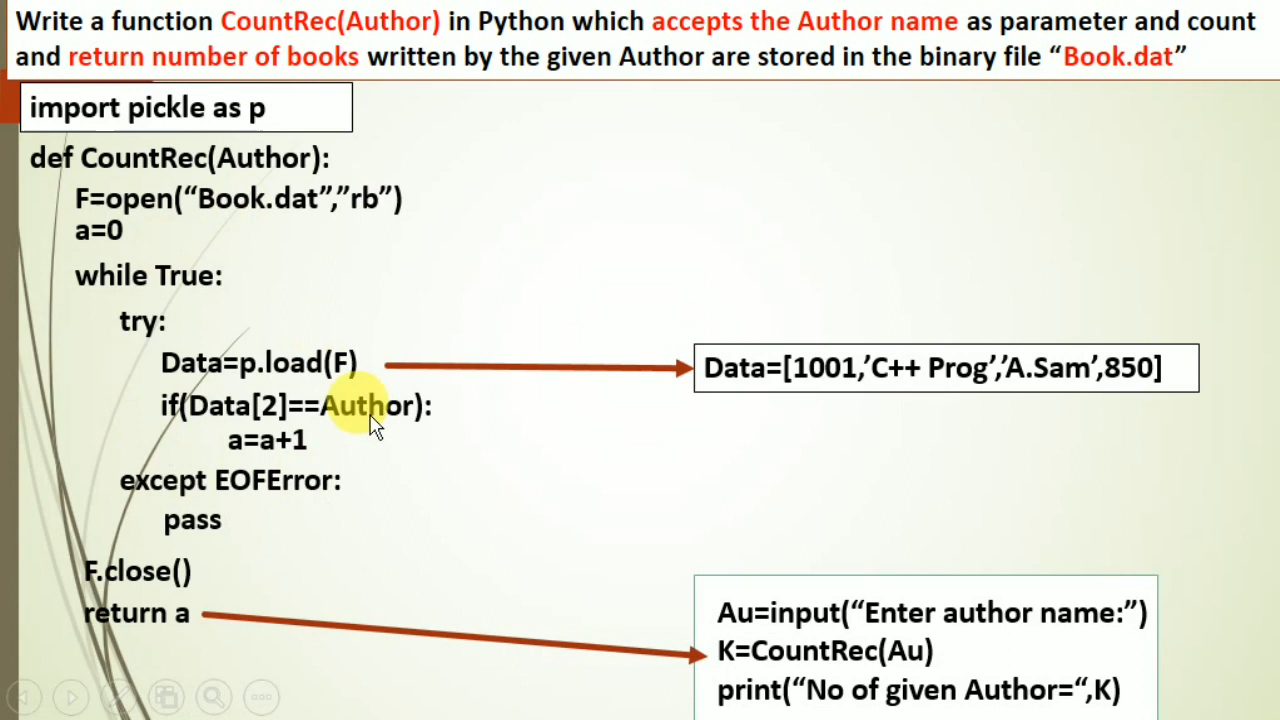 Write a function CountRec(Author) in Python which accepts the Author name as parameter and count
and return number of books written by the given Author are stored in the binary file “Book.dat”
import pickle as p
def CountRec(Author):
F=open(“Book.dat”,”rb”)
a=0
while True:
try:
Data=p.load(F)
Data=[1001,’C++ Prog’,’A.Sam’,850]
if(Data[2]==Author):
a=a+1
except EOFError:
pass
F.close()
return a
Au=input(“Enter author name:”)
K=CountRec(Au)
print(“No of given Author=“,K)